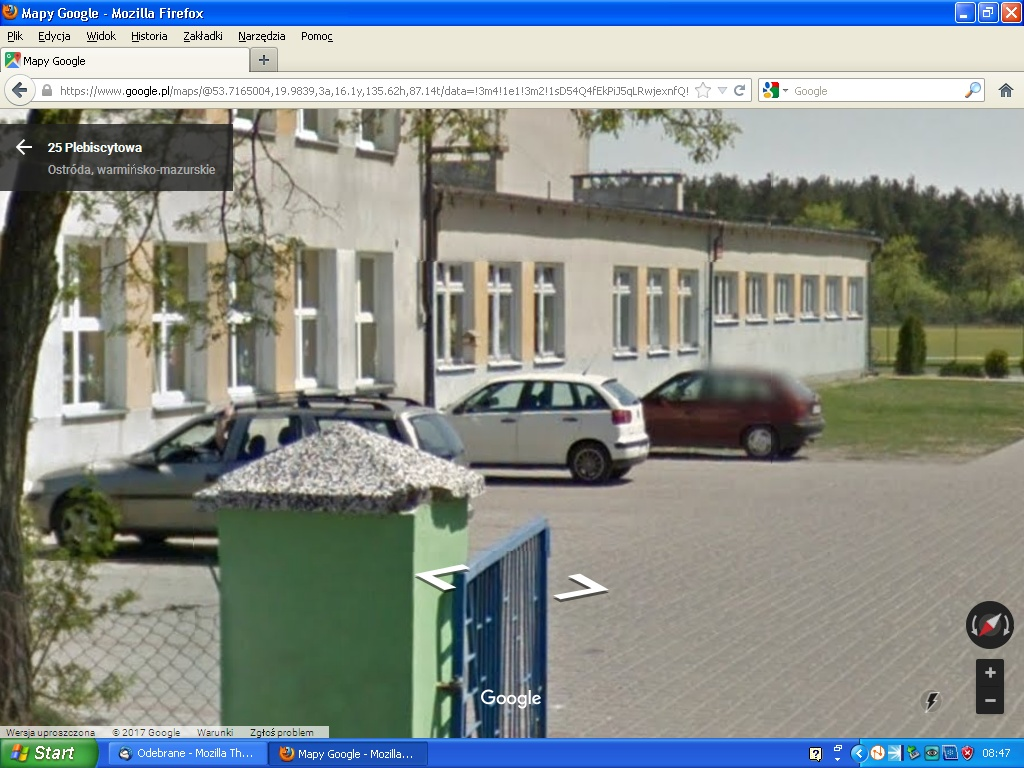 Mapy Google - Mozilla Firefox
Plik Edycja Widok Historia Zakładki Narzędzia Pomoc
Mapy Google
https://www.google.pl/maps/@53.7165004,19.9839,3a,16.1y,135.62h,87.14t/data=!3m4!1e1!3m2!1sD54Q4fEkPiJ5qLRwjexnfQ!
Google
25 Plebiscytowa
Ostróda, warmińsko-mazurskie
Google
Wersja uproszczona © 2017 Google Warunki Zgłoś problem
Start Odebrane - Mozilla Th... Mapy Google - Mozilla... 08:47